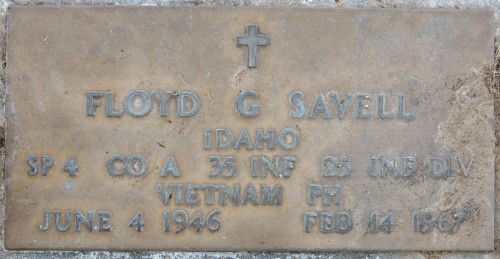 FLOYD G SAVELL
IDAHO
SP 4 CO A 35 INF 25 INF DIV
VIETNAM PH
JUNE 4 1946 FEB 14 1967